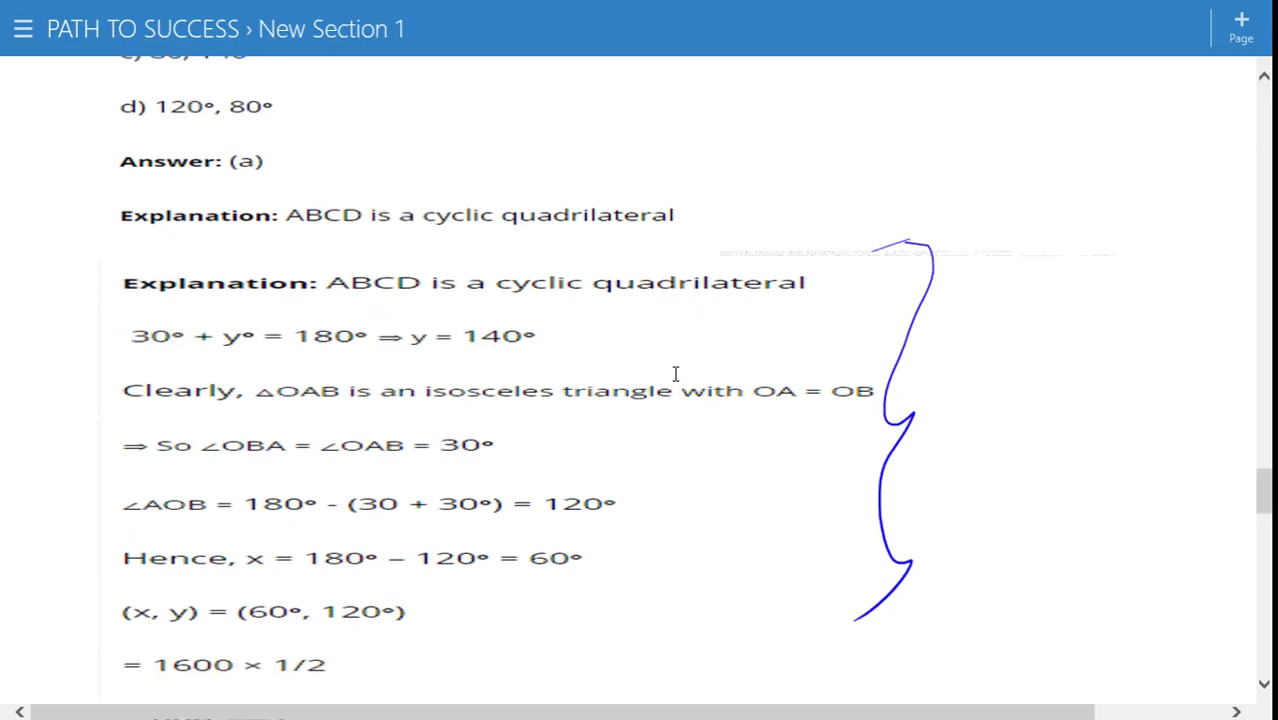 PATH TO SUCCESS › New Section 1
Page
d) 120°, 80°
Answer: (a)
Explanation: ABCD is a cyclic quadrilateral
Explanation: ABCD is a cyclic quadrilateral
30° + y° = 180° ⇒ y = 140°
Clearly, △OAB is an isosceles triangle with OA = OB
⇒ So ∠OBA = ∠OAB = 30°
∠AOB = 180° - (30 + 30°) = 120°
Hence, x = 180° – 120° = 60°
(x, y) = (60°, 120°)
= 1600 × 1/2